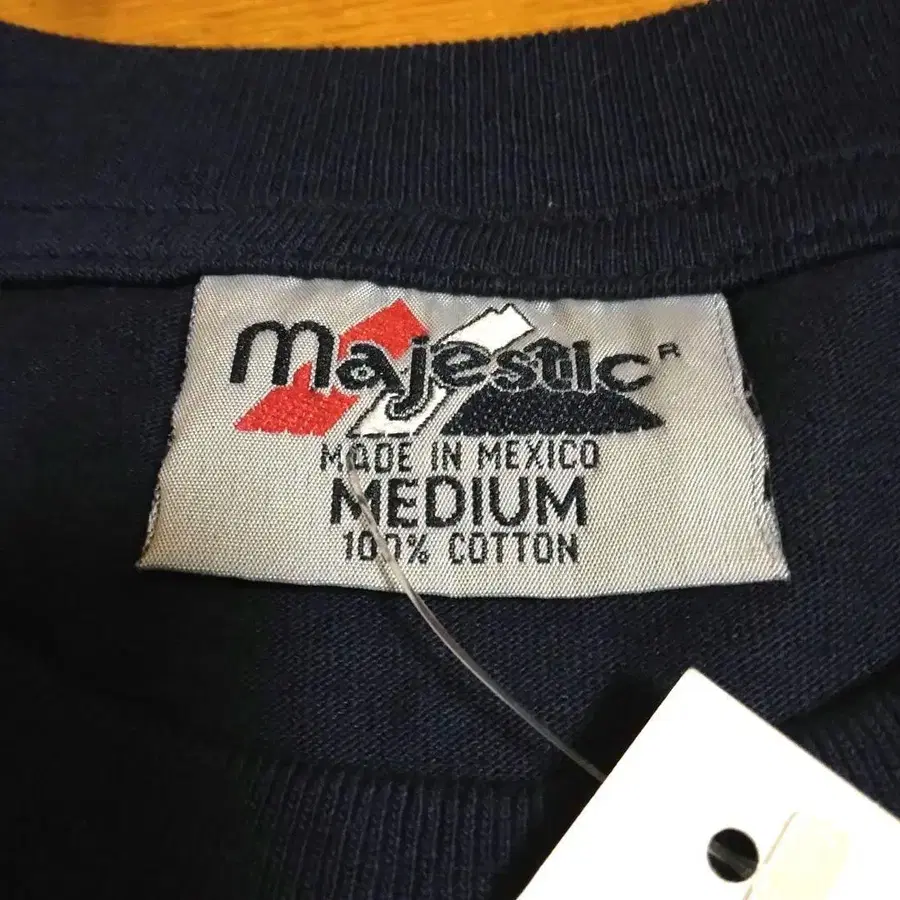 majestic R
MADE IN MEXICO
MEDIUM
100% COTTON